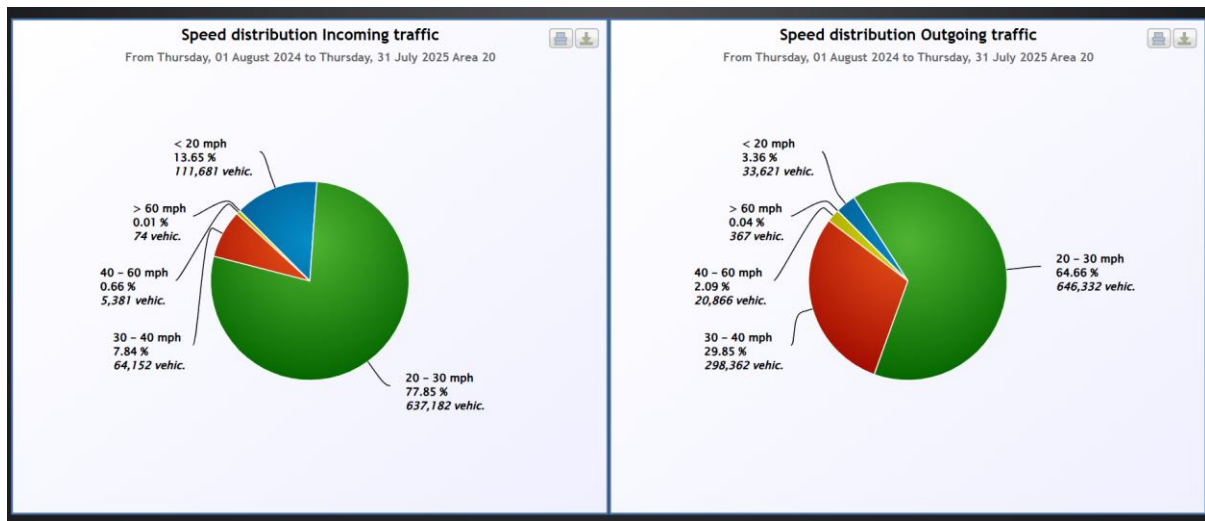 Speed distribution Incoming traffic
From Thursday, 01 August 2024 to Thursday, 31 July 2025 Area 20
< 20 mph
13.65 %
111,681 vehic.
> 60 mph
0.01 %
74 vehic.
40 – 60 mph
0.66 %
5,381 vehic.
30 – 40 mph
7.84 %
64,152 vehic.
20 – 30 mph
77.85 %
637,182 vehic.
Speed distribution Outgoing traffic
From Thursday, 01 August 2024 to Thursday, 31 July 2025 Area 20
< 20 mph
3.36 %
33,621 vehic.
> 60 mph
0.04 %
367 vehic.
40 – 60 mph
2.09 %
20,866 vehic.
30 – 40 mph
29.85 %
298,362 vehic.
20 – 30 mph
64.66 %
646,332 vehic.